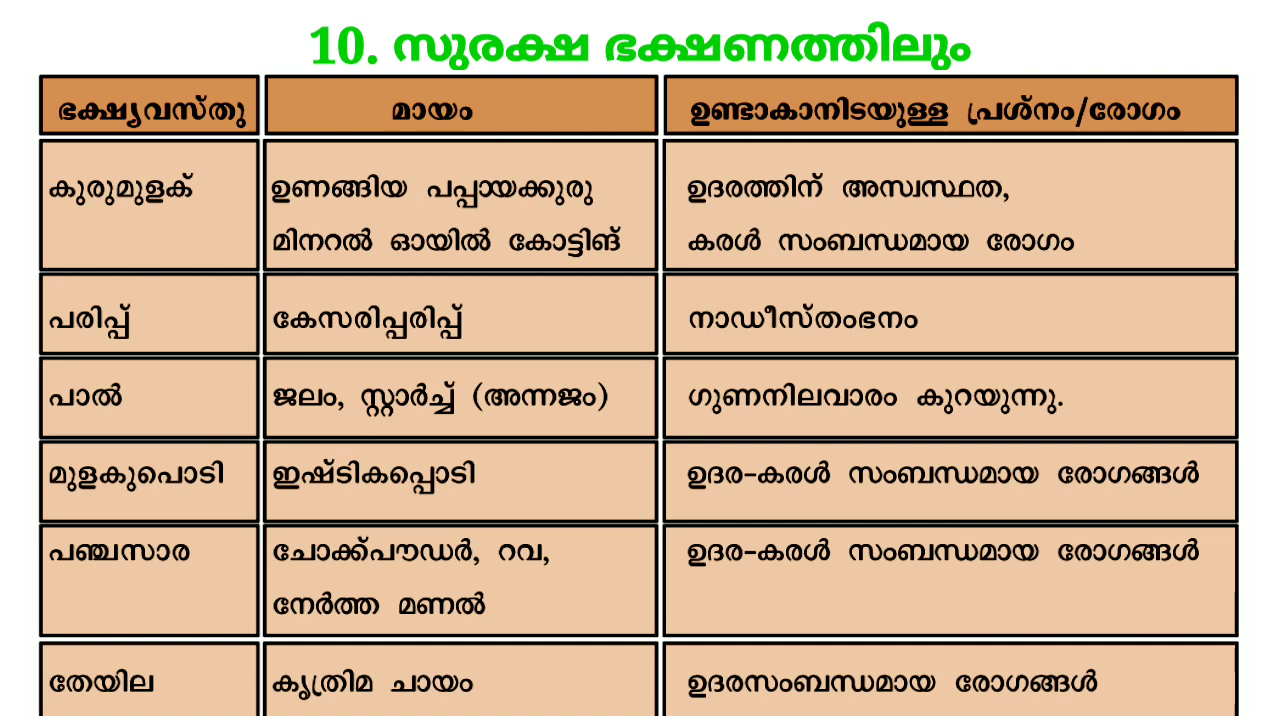 10. സുരക്ഷ ഭക്ഷണത്തിലും
ഭക്ഷ്യവസ്തു മായം ഉണ്ടാകാനിടയുള്ള പ്രശ്നം/രോഗം
കുരുമുളക് ഉണങ്ങിയ പപ്പായക്കുരു ഉദരത്തിന് അസ്വസ്ഥത,
മിനറൽ ഓയിൽ കോട്ടിങ് കരൾ സംബന്ധമായ രോഗം
പരിപ്പ് കേസരിപ്പരിപ്പ് നാഡീസ്തംഭനം
പാൽ ജലം, സ്റ്റാർച്ച് (അന്നജം) ഗുണനിലവാരം കുറയുന്നു.
മുളകുപൊടി ഇഷ്ടികപ്പൊടി ഉദര-കരൾ സംബന്ധമായ രോഗങ്ങൾ
പഞ്ചസാര ചോക്ക്പൗഡർ, റവ, ഉദര-കരൾ സംബന്ധമായ രോഗങ്ങൾ
നേർത്ത മണൽ
തേയില കൃത്രിമ ചായം ഉദരസംബന്ധമായ രോഗങ്ങൾ